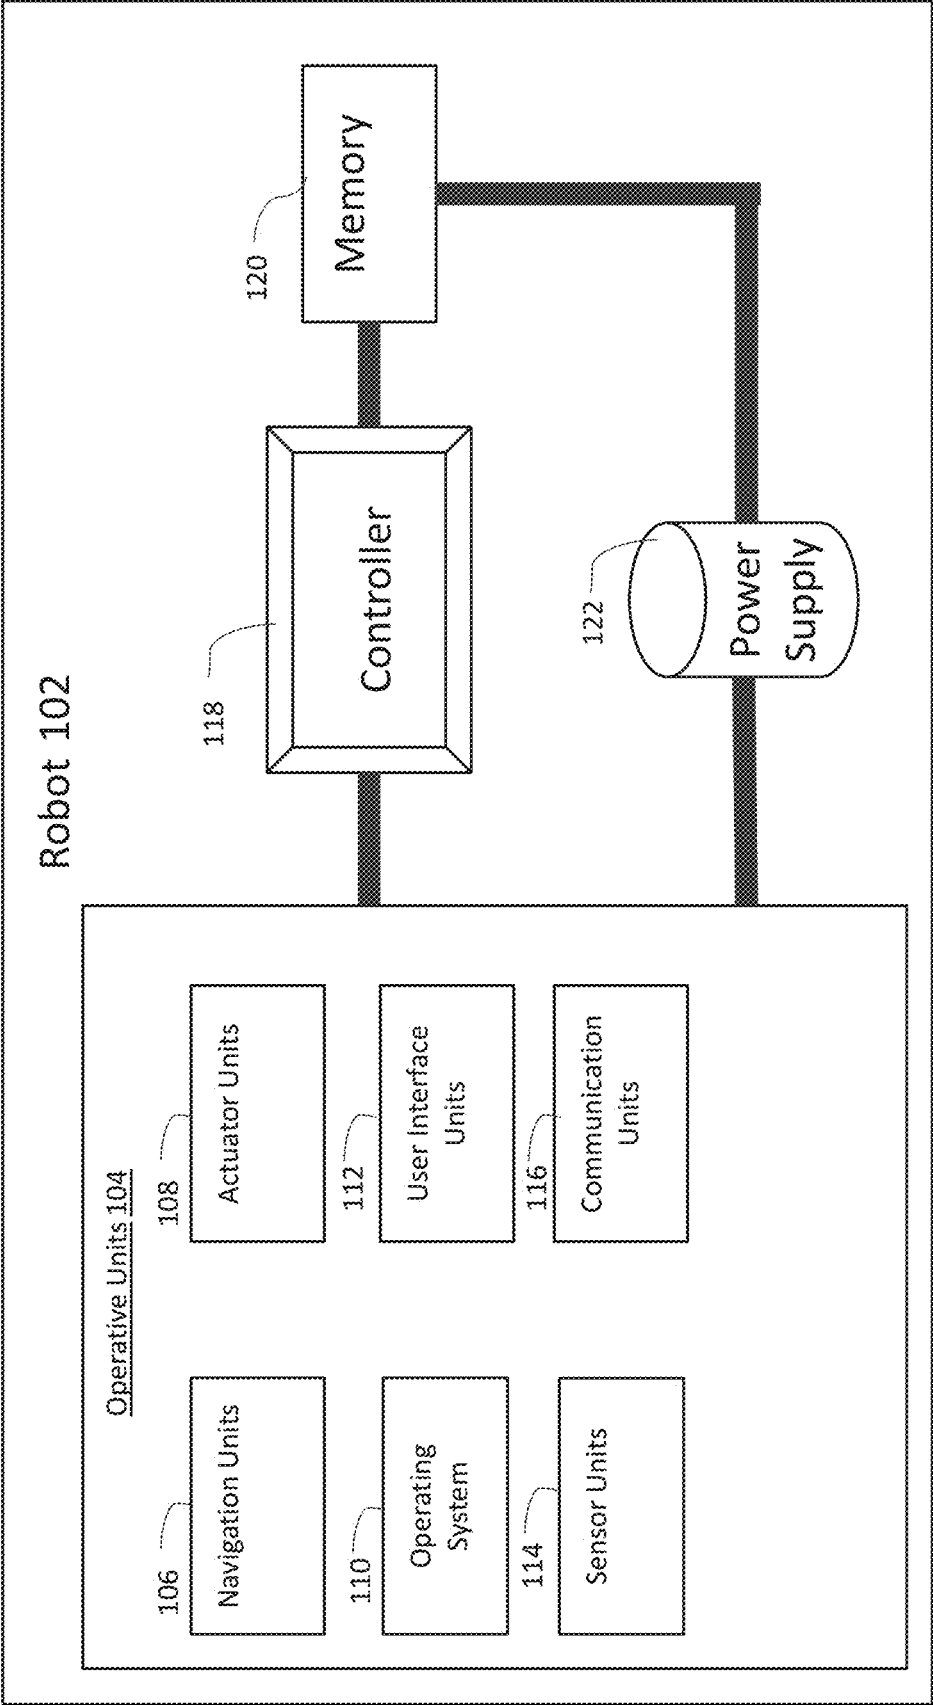 Robot 102
Operative Units 104
106
Navigation Units
108
Actuator Units
110
Operating
System
112
User Interface
Units
114
Sensor Units
116
Communication
Units
118
Controller
120
Memory
122
Power
Supply